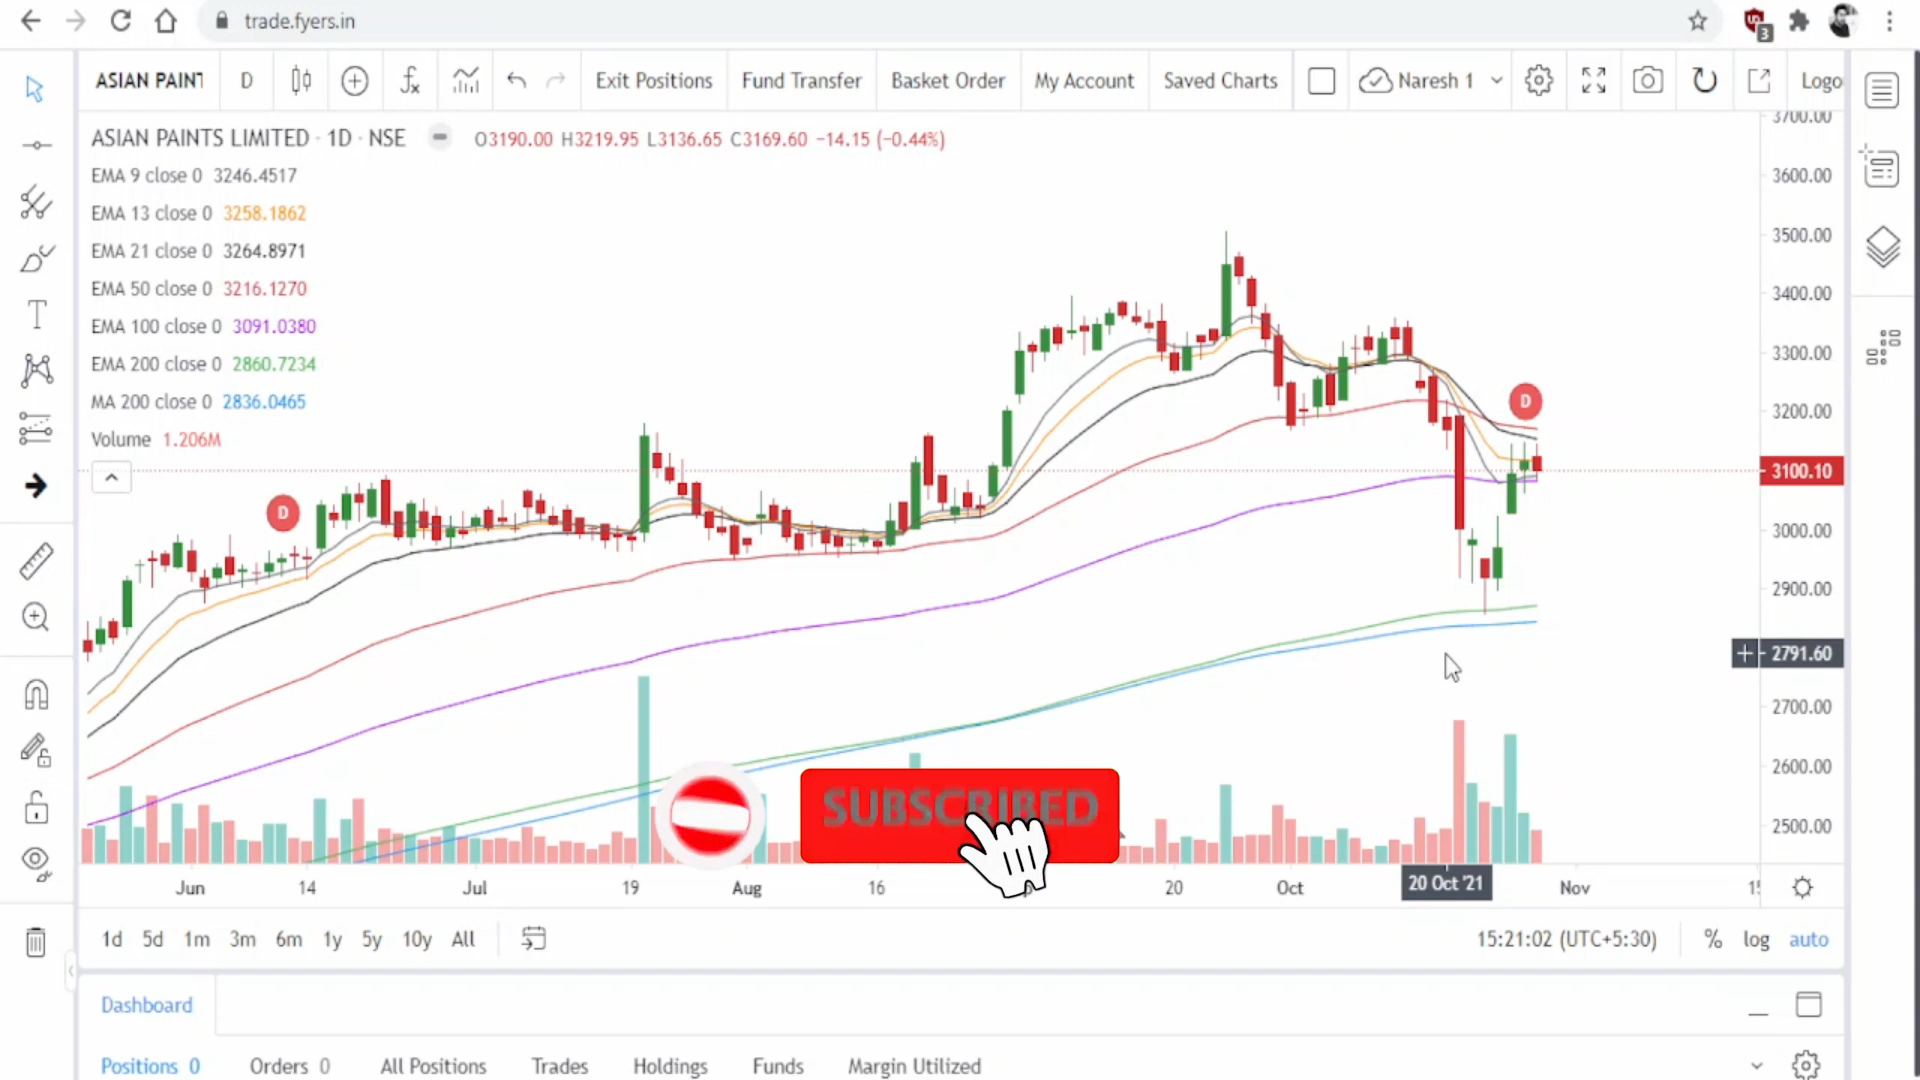 trade.fyers.in
3
ASIAN PAINT D Exit Positions Fund Transfer Basket Order My Account Saved Charts Naresh 1 Logo
ASIAN PAINTS LIMITED · 1D · NSE O3190.00 H3219.95 L3136.65 C3169.60 −14.15 (−0.44%)
EMA 9 close 0 3246.4517
EMA 13 close 0 3258.1862
EMA 21 close 0 3264.8971
EMA 50 close 0 3216.1270
EMA 100 close 0 3091.0380
EMA 200 close 0 2860.7234
MA 200 close 0 2836.0465
Volume 1.206M
D
D
3700.00
3600.00
3500.00
3400.00
3300.00
3200.00
3100.10
3000.00
2900.00
2791.60
2700.00
2600.00
2500.00
SUBSCRIBED
Jun 14 Jul 19 Aug 16 20 Oct 20 Oct '21 Nov
1d 5d 1m 3m 6m 1y 5y 10y All 15:21:02 (UTC+5:30) % log auto
Dashboard
Positions 0 Orders 0 All Positions Trades Holdings Funds Margin Utilized